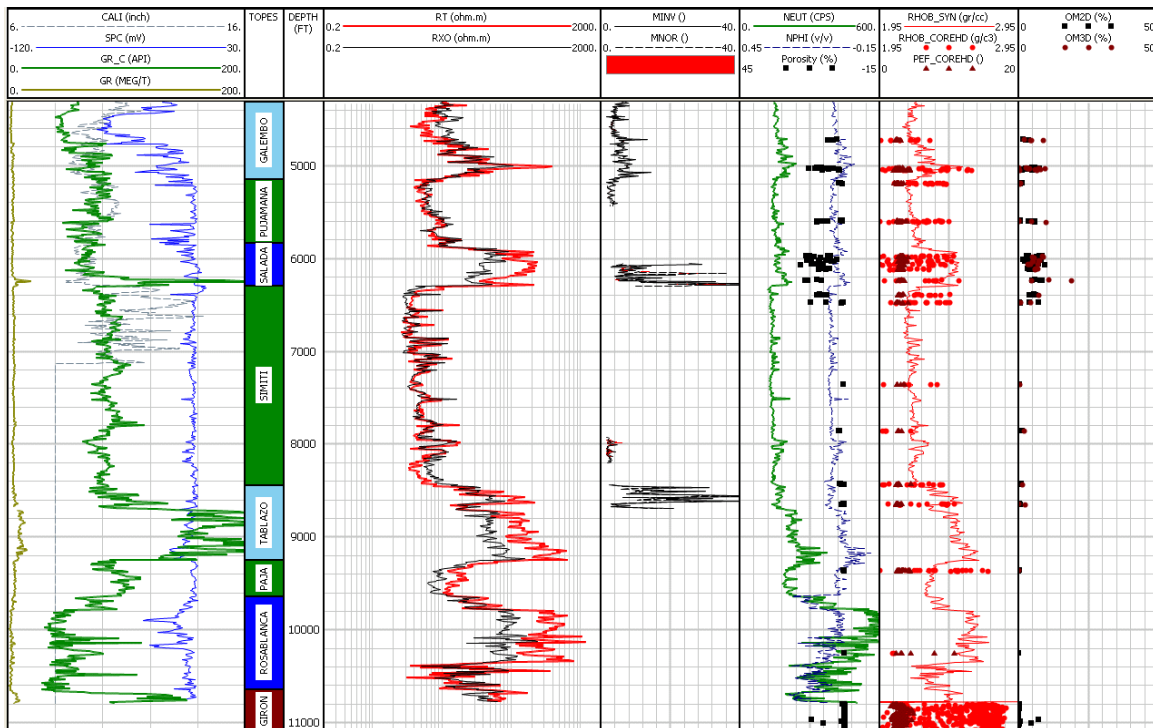 6. CALI (inch) 16.
-120. SPC (mV) 30.
0. GR_C (API) 200.
0. GR (MEG/T) 200.
TOPES
DEPTH
(FT)
0.2 RT (ohm.m) 2000.
0.2 RXO (ohm.m) 2000.
0. MINV () 40.
0. MNOR () 40.
0. 0.
NEUT (CPS)
0 600.
NPHI (v/v)
0.45 -0.15
Porosity (%)
45 -15
RHOB_SYN (gr/cc)
1.95 2.95
RHOB_COREHD (g/c3)
1.95 2.95
PEF_COREHD ()
0 20
OM2D (%)
0 50
OM3D (%)
0 50
GALEMBO
5000
PUJAMANA
SALADA
6000
SIMITI
7000
8000
TABLAZO
9000
PAJA
ROSABLANCA
10000
GIRON
11000